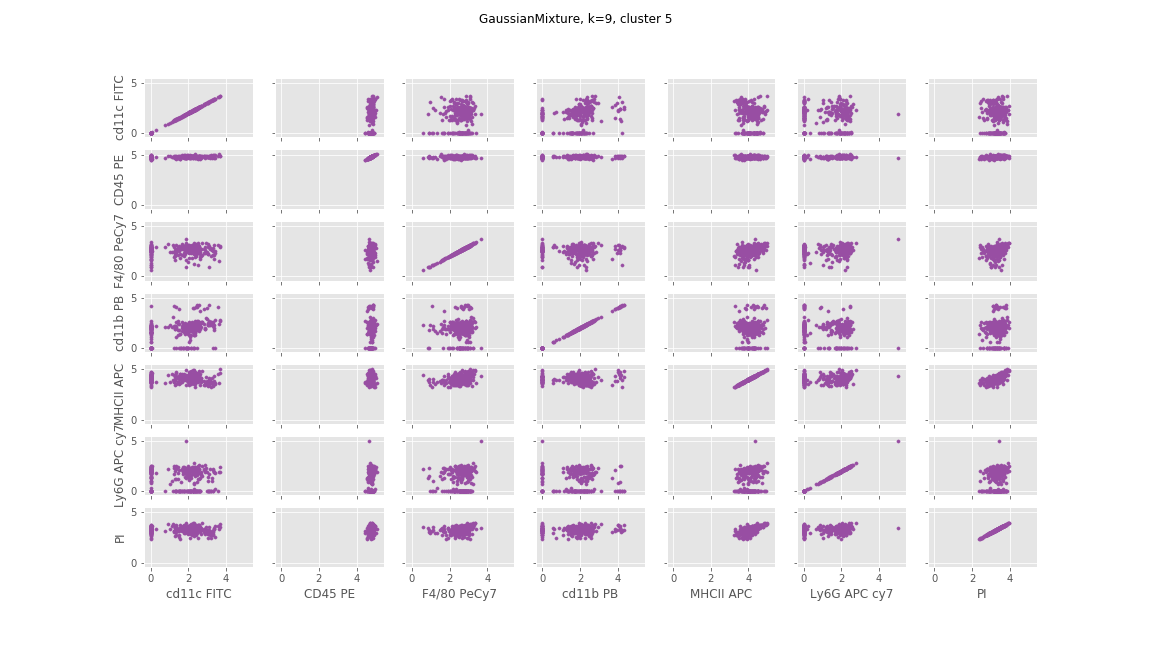 GaussianMixture, k=9, cluster 5
cd11c FITC
5
0
CD45 PE
5
0
F4/80 PeCy7
5
0
cd11b PB
5
0
MHCII APC
5
0
Ly6G APC cy7
5
0
PI
5
0
0 2 4 0 2 4 0 2 4 0 2 4 0 2 4 0 2 4 0 2 4
cd11c FITC CD45 PE F4/80 PeCy7 cd11b PB MHCII APC Ly6G APC cy7 PI